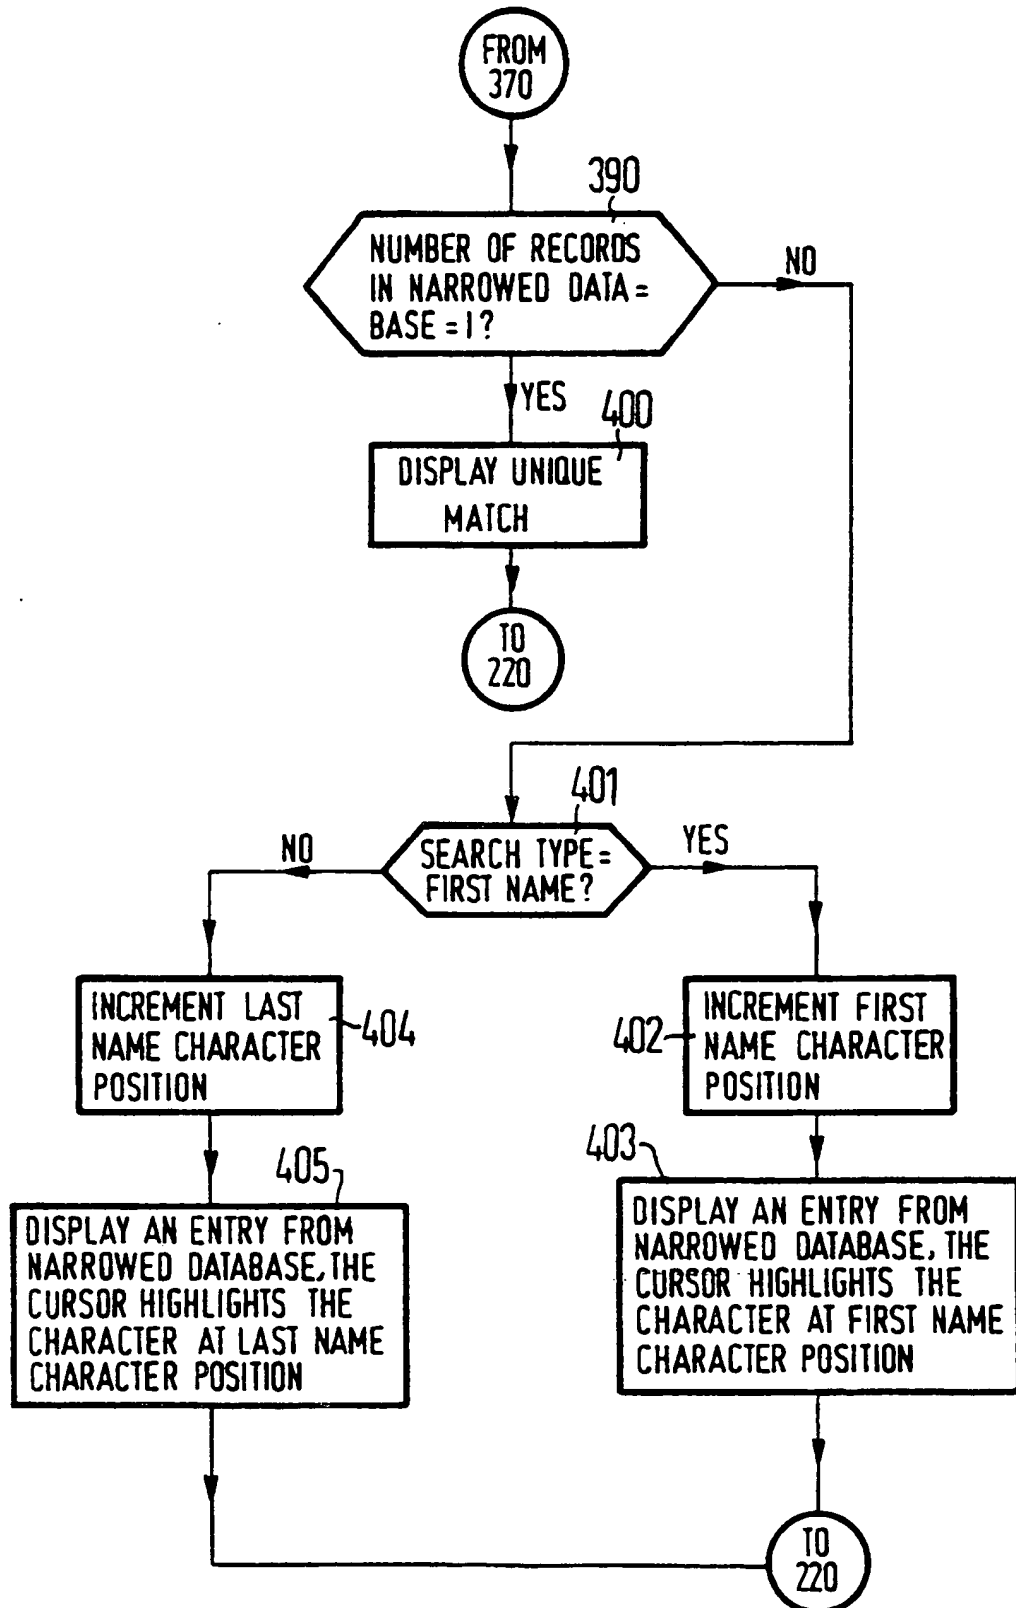 FROM
370
390
NUMBER OF RECORDS
IN NARROWED DATA=
BASE = 1?
NO
YES
400
DISPLAY UNIQUE
MATCH
TO
220
401
SEARCH TYPE=
FIRST NAME?
NO
YES
INCREMENT LAST
NAME CHARACTER
POSITION
404
402
INCREMENT FIRST
NAME CHARACTER
POSITION
405
DISPLAY AN ENTRY FROM
NARROWED DATABASE, THE
CURSOR HIGHLIGHTS THE
CHARACTER AT LAST NAME
CHARACTER POSITION
403
DISPLAY AN ENTRY FROM
NARROWED DATABASE, THE
CURSOR HIGHLIGHTS THE
CHARACTER AT FIRST NAME
CHARACTER POSITION
TO
220